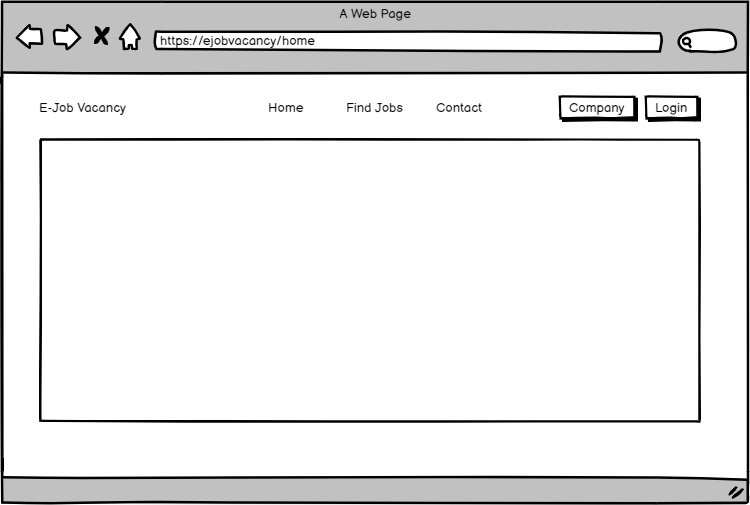 A Web Page
https://ejobvacancy/home
E-Job Vacancy Home Find Jobs Contact Company Login